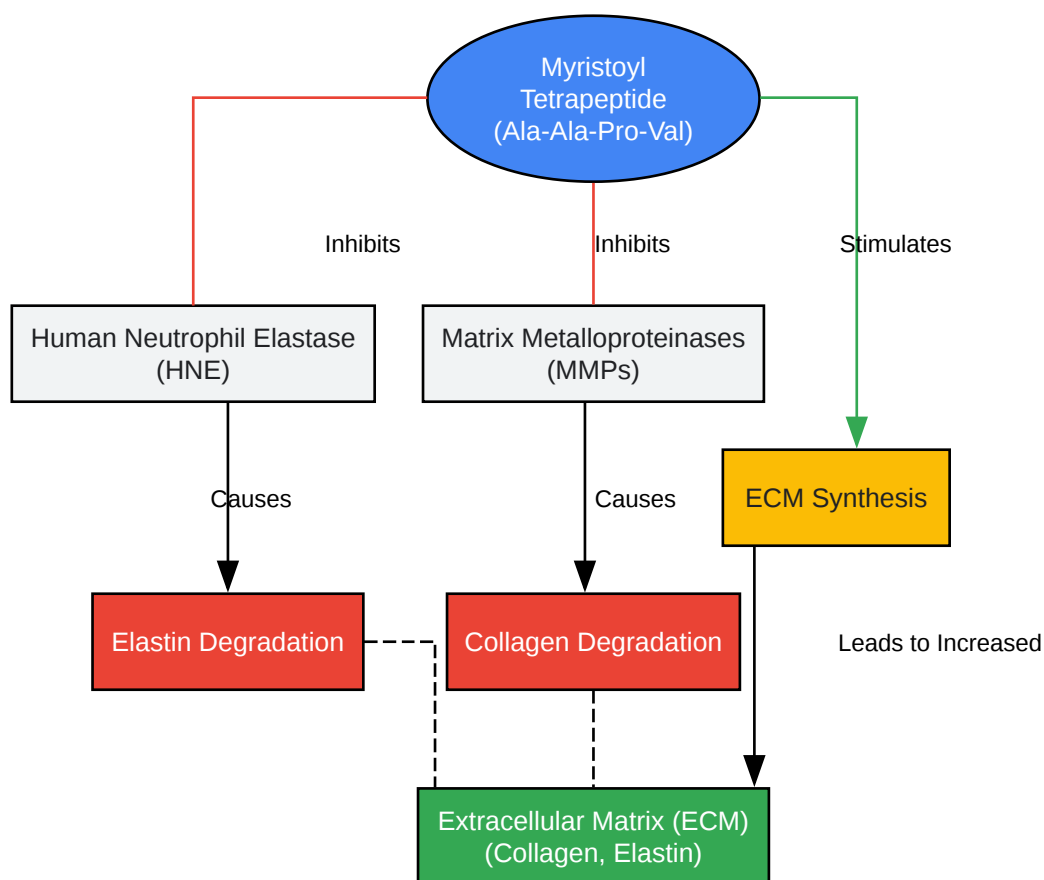 Myristoyl
Tetrapeptide
(Ala-Ala-Pro-Val)
Inhibits
Inhibits
Stimulates
Human Neutrophil Elastase
(HNE)
Matrix Metalloproteinases
(MMPs)
ECM Synthesis
Causes
Causes
Elastin Degradation
Collagen Degradation
Leads to Increased
Extracellular Matrix (ECM)
(Collagen, Elastin)